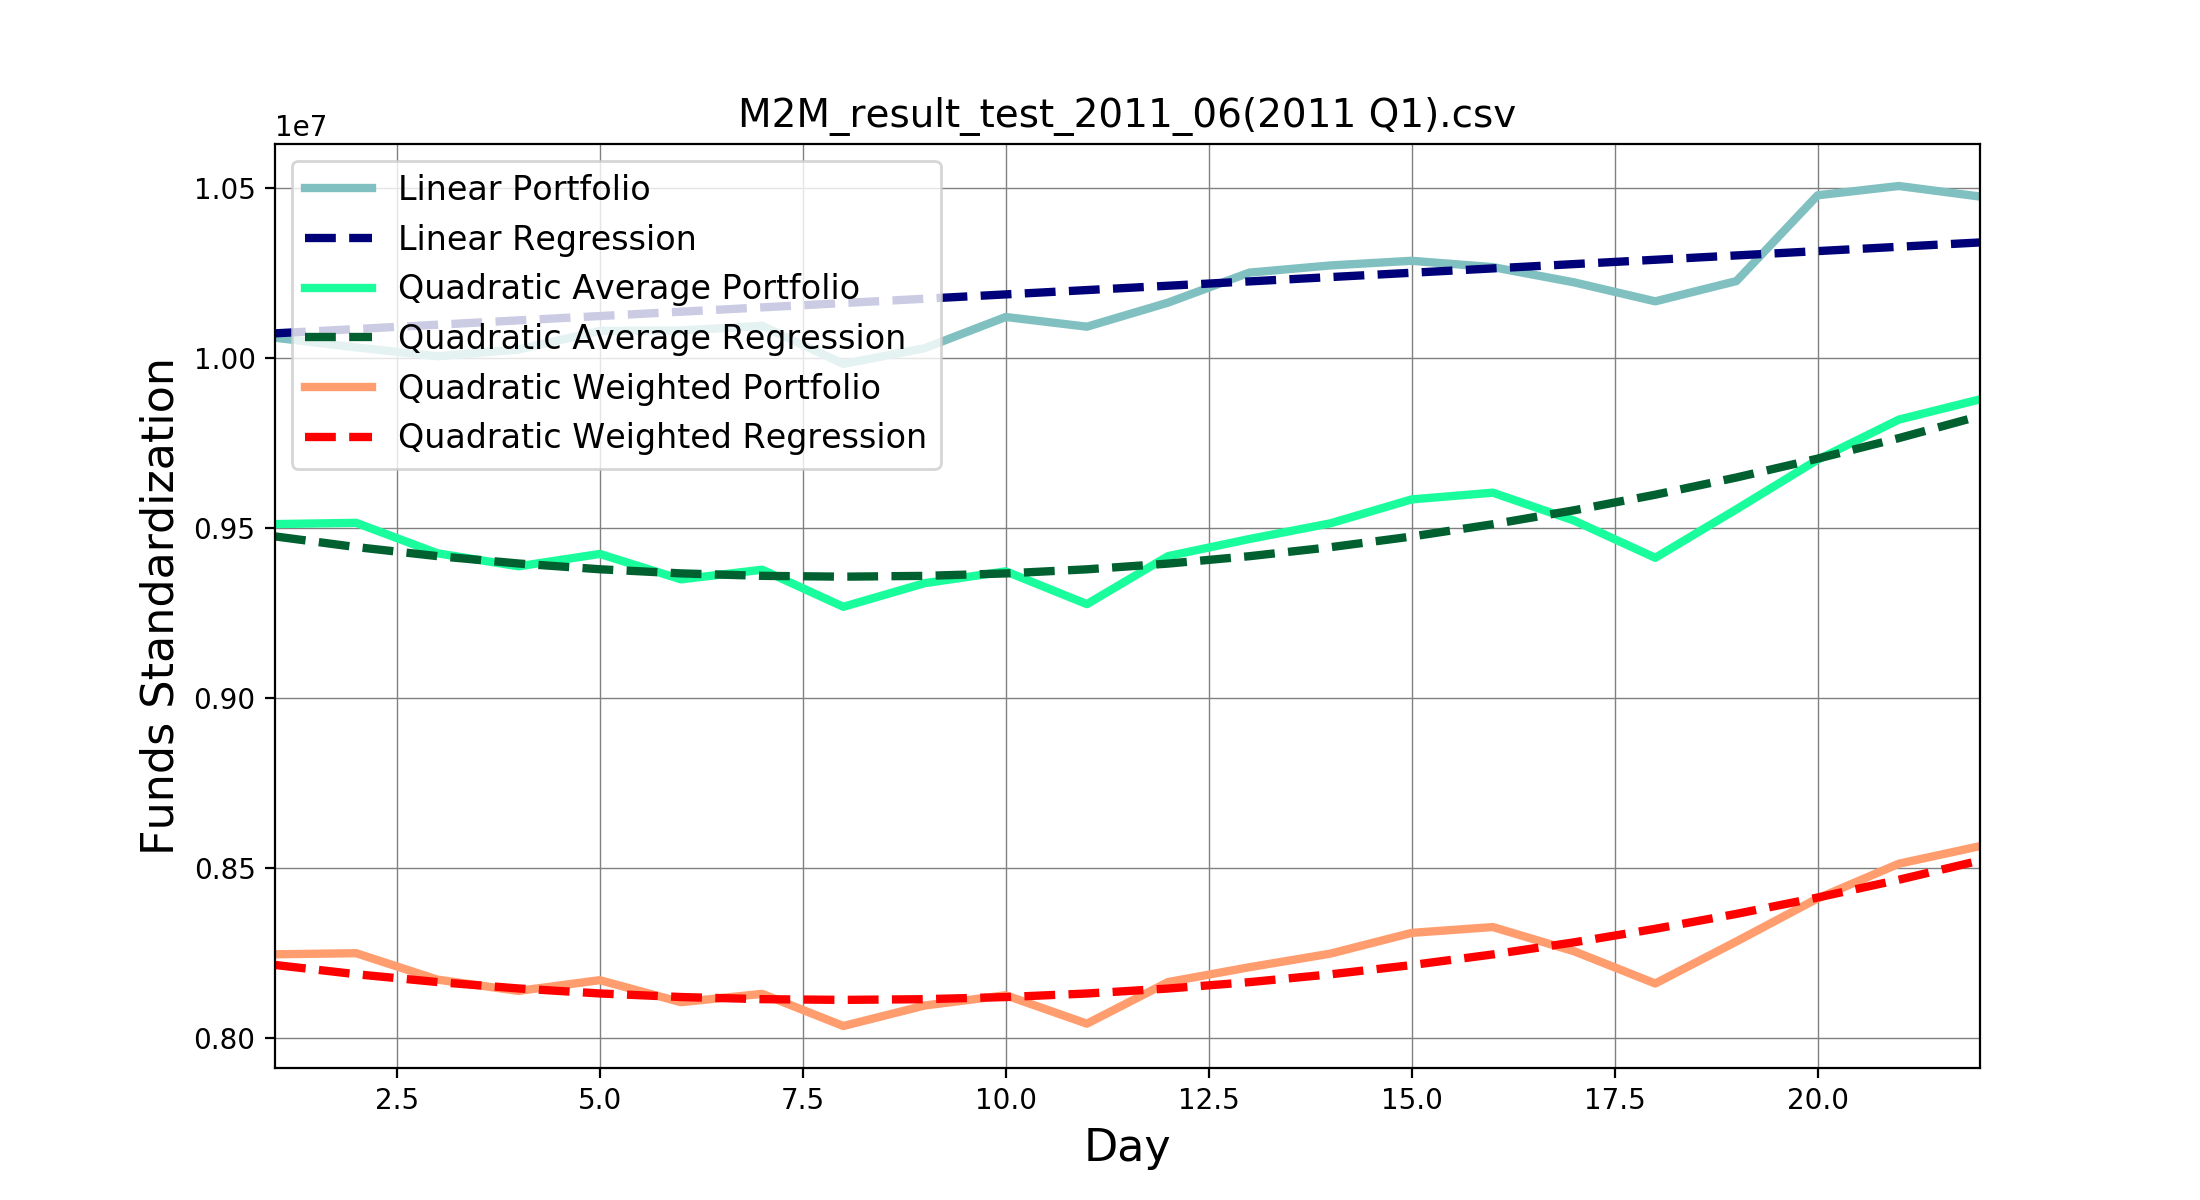 M2M_result_test_2011_06(2011 Q1).csv
1e7
Linear Portfolio
Linear Regression
Quadratic Average Portfolio
Quadratic Average Regression
Quadratic Weighted Portfolio
Quadratic Weighted Regression
1.05
1.00
0.95
0.90
0.85
0.80
Funds Standardization
2.5 5.0 7.5 10.0 12.5 15.0 17.5 20.0
Day